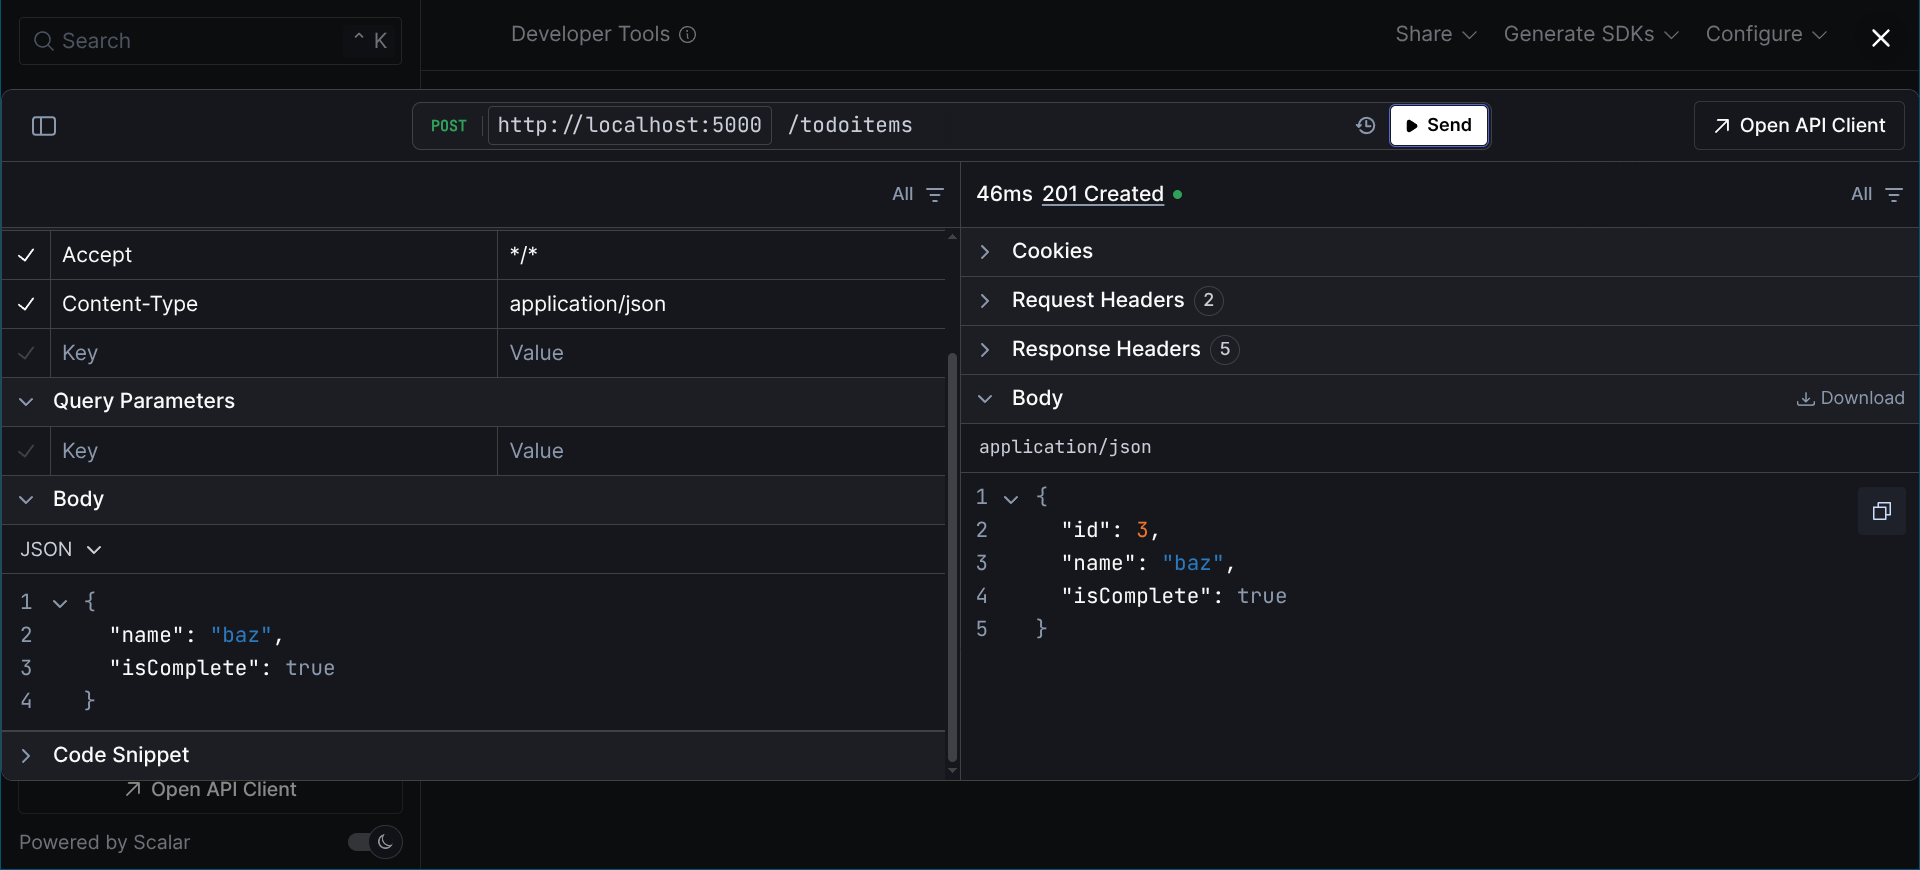 Search
^ K
Developer Tools
Share
Generate SDKs
Configure
POST http://localhost:5000 /todoitems
Send
Open API Client
All
Accept */*
Content-Type application/json
Key Value
Query Parameters
Key Value
Body
JSON
1 {
2 "name": "baz",
3 "isComplete": true
4 }
Code Snippet
46ms 201 Created
All
Cookies
Request Headers 2
Response Headers 5
Body
Download
application/json
1 {
2 "id": 3,
3 "name": "baz",
4 "isComplete": true
5 }
Open API Client
Powered by Scalar